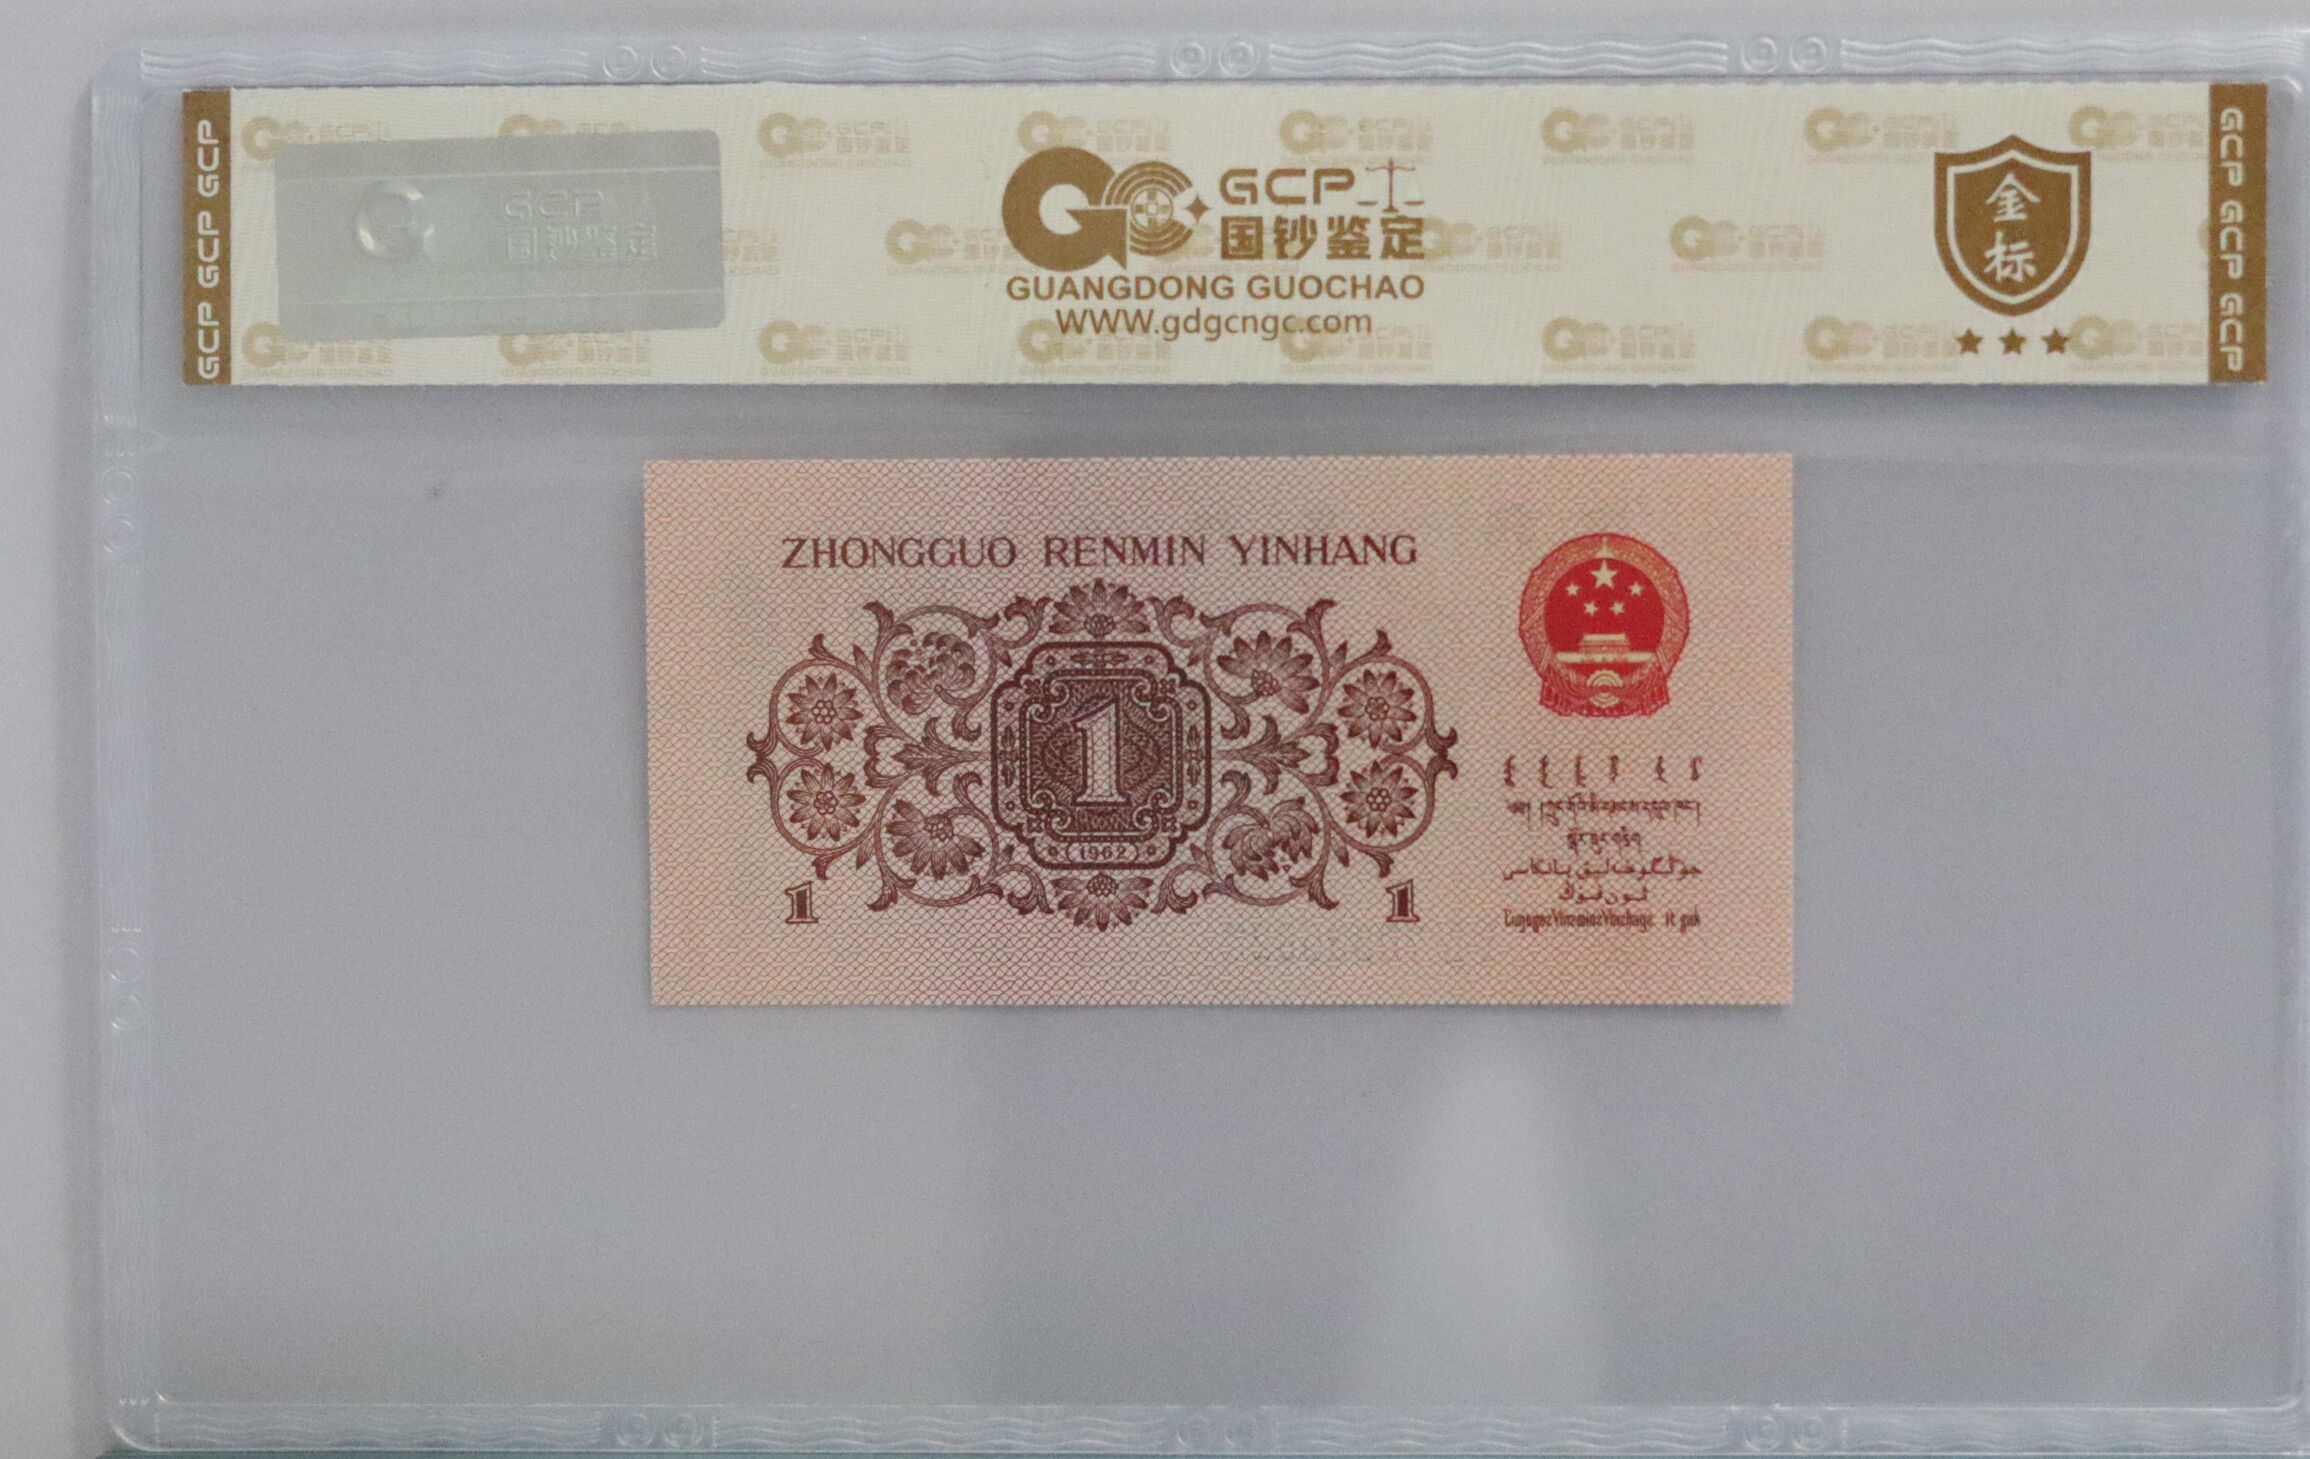 GCP GCP GCP
GCP
国钞鉴定
GCP
国钞鉴定
GUANGDONG GUOCHAO
WWW.gdgcngc.com
金
标
GCP GCP GCP
ZHONGGUO RENMIN YINHANG
1
(1962)
1
1